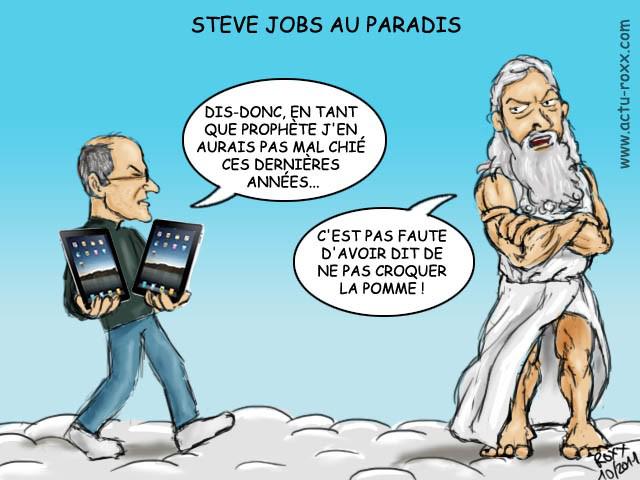 STEVE JOBS AU PARADIS
DIS-DONC, EN TANT
QUE PROPHÈTE J'EN
AURAIS PAS MAL CHIÉ
CES DERNIÈRES
ANNÉES...
C'EST PAS FAUTE
D'AVOIR DIT DE
NE PAS CROQUER
LA POMME !
www.actu-roxx.com
ROXX
10/2011